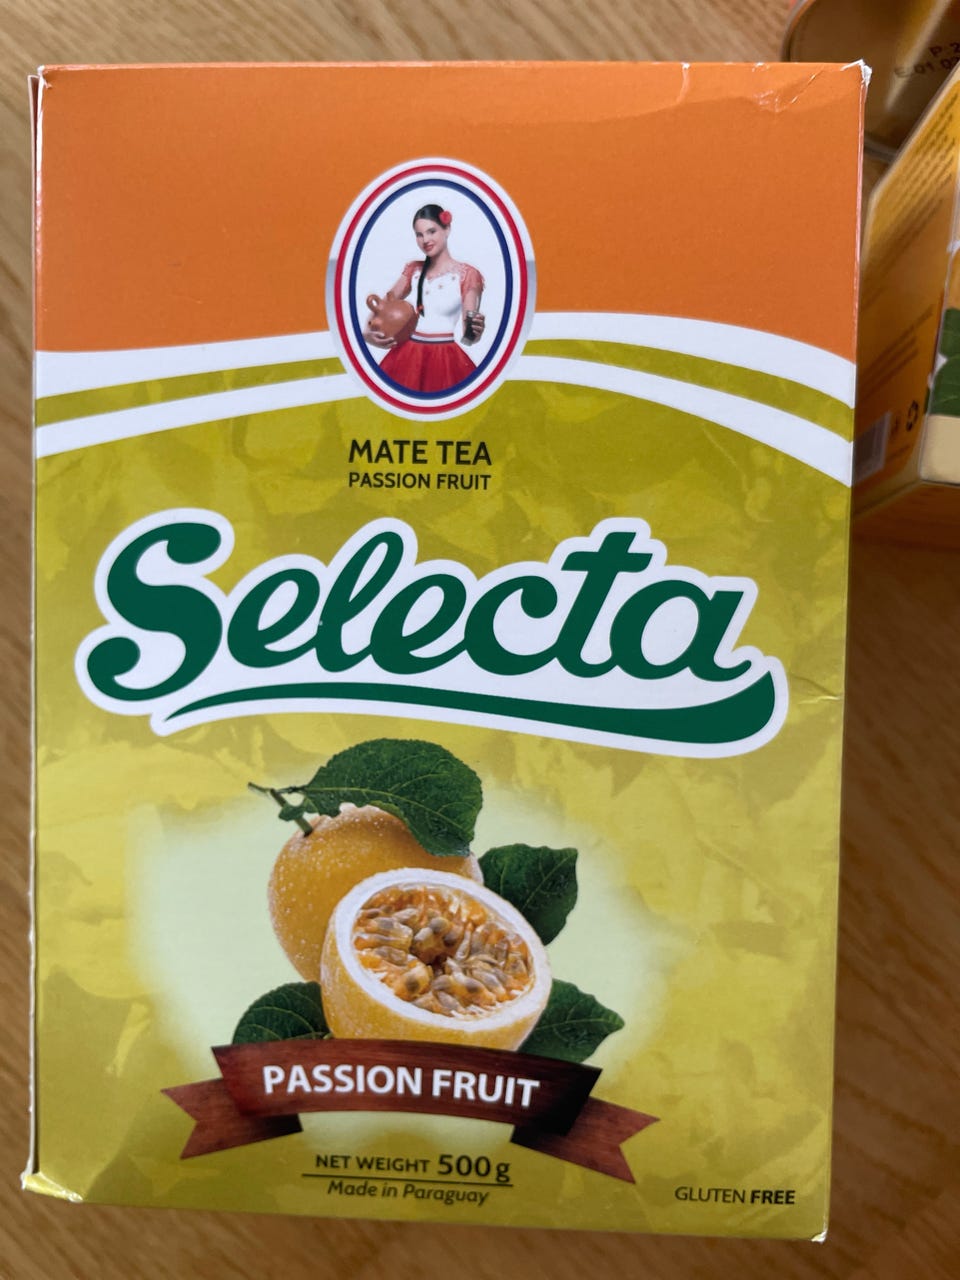 MATE TEA
PASSION FRUIT
Selecta
PASSION FRUIT
NET WEIGHT 500g
Made in Paraguay
GLUTEN FREE